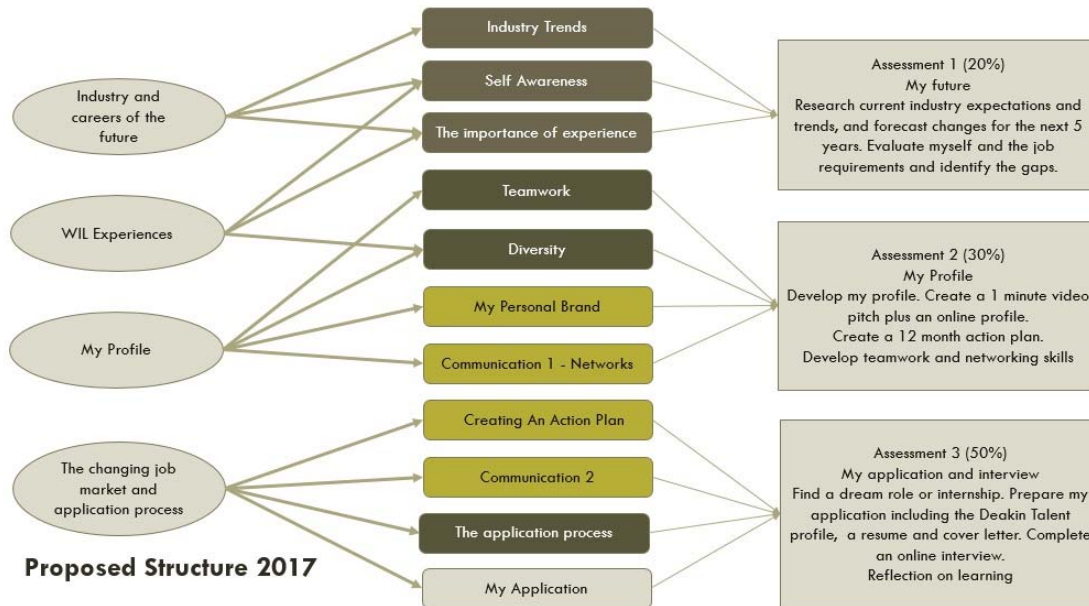 Industry and
careers of the
future
WIL Experiences
My Profile
The changing job
market and
application process
Proposed Structure 2017
Industry Trends
Self Awareness
The importance of experience
Teamwork
Diversity
My Personal Brand
Communication 1 - Networks
Creating An Action Plan
Communication 2
The application process
My Application
Assessment 1 (20%)
My future
Research current industry expectations and
trends, and forecast changes for the next 5
years. Evaluate myself and the job
requirements and identify the gaps.
Assessment 2 (30%)
My Profile
Develop my profile. Create a 1 minute video
pitch plus an online profile.
Create a 12 month action plan.
Develop teamwork and networking skills
Assessment 3 (50%)
My application and interview
Find a dream role or internship. Prepare my
application including the Deakin Talent
profile, a resume and cover letter. Complete
an online interview.
Reflection on learning